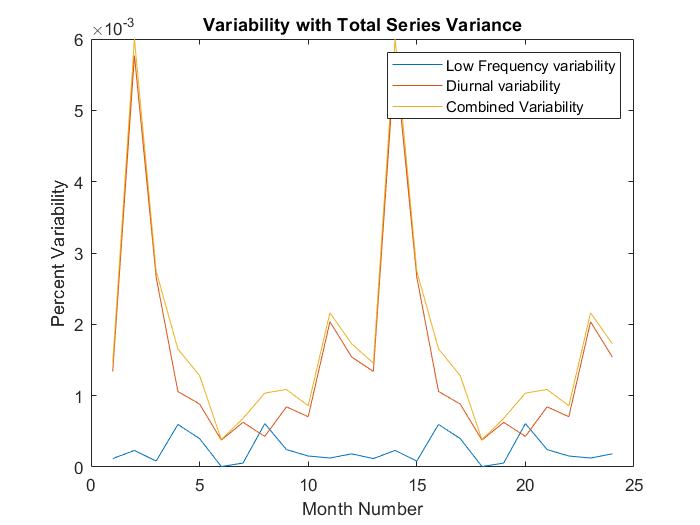 ×10⁻³
Variability with Total Series Variance
Low Frequency variability
Diurnal variability
Combined Variability
Percent Variability
6
5
4
3
2
1
0
0 5 10 15 20 25
Month Number